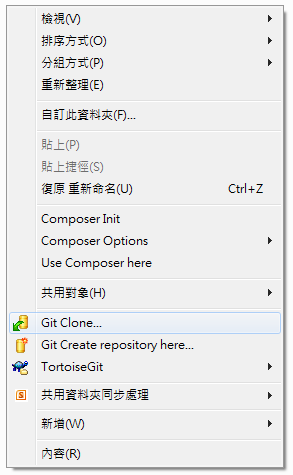 檢視(V)
排序方式(O)
分組方式(P)
重新整理(E)
自訂此資料夾(F)...
貼上(P)
貼上捷徑(S)
復原 重新命名(U) Ctrl+Z
Composer Init
Composer Options
Use Composer here
共用對象(H)
Git Clone...
Git Create repository here...
TortoiseGit
共用資料夾同步處理
新增(W)
內容(R)